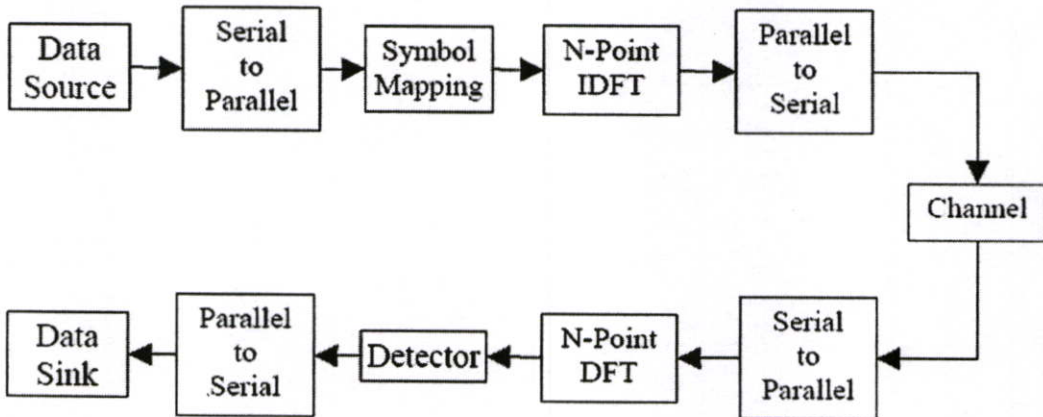 Data
Source
Serial
to
Parallel
Symbol
Mapping
N-Point
IDFT
Parallel
to
Serial
Channel
Serial
to
Parallel
N-Point
DFT
Detector
Parallel
to
Serial
Data
Sink